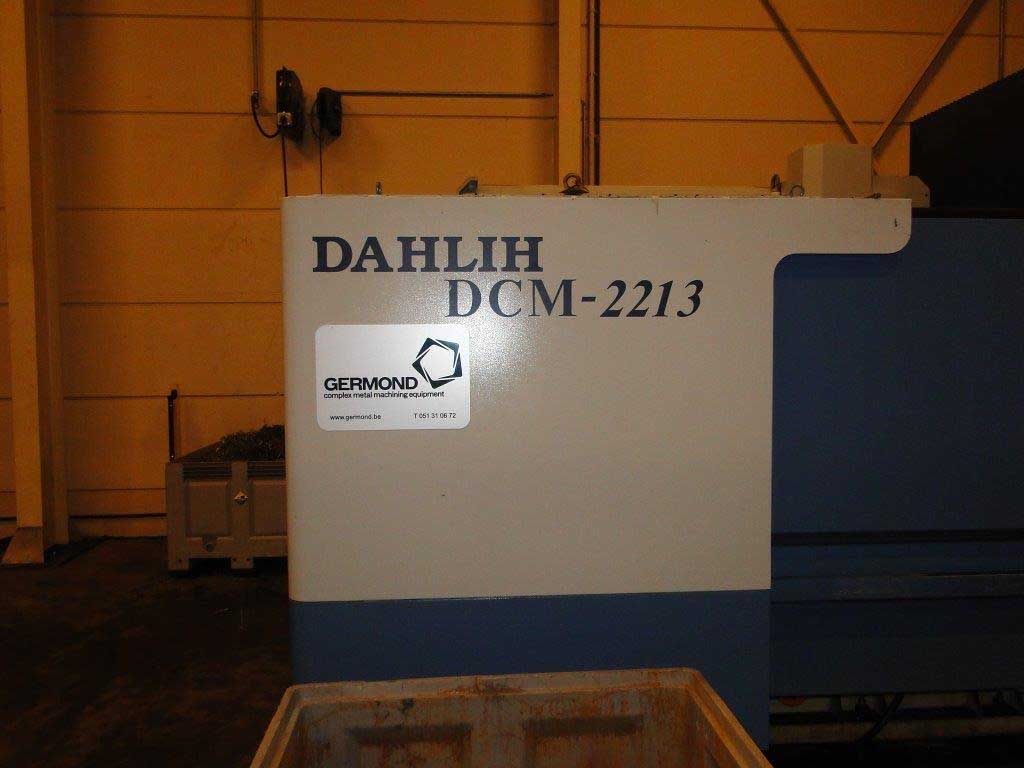 DAHLIH
DCM-2213
GERMOND
complex metal machining equipment
www.germond.be T 051 31 06 72